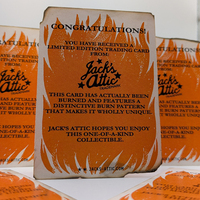 CONGRATULATIONS!
YOU HAVE RECEIVED A
LIMITED EDITION TRADING CARD
FROM
Jack's
Attic
THIS CARD HAS ACTUALLY BEEN
BURNED AND FEATURES A
DISTINCTIVE BURN PATTERN
THAT MAKES IT WHOLLY UNIQUE.
JACK'S ATTIC HOPES YOU ENJOY
THIS ONE-OF-A-KIND
COLLECTIBLE.